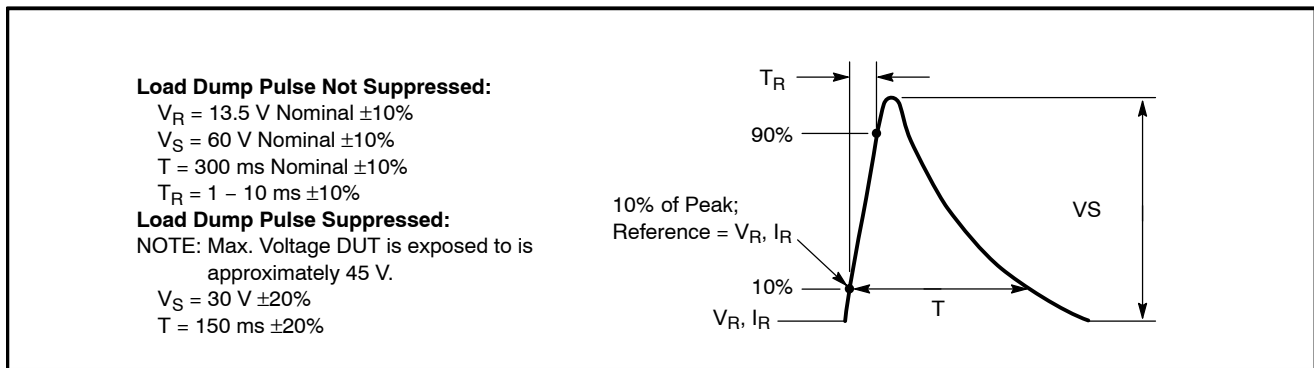 Load Dump Pulse Not Suppressed:
V_R = 13.5 V Nominal ±10%
V_S = 60 V Nominal ±10%
T = 300 ms Nominal ±10%
T_R = 1 − 10 ms ±10%
Load Dump Pulse Suppressed:
NOTE: Max. Voltage DUT is exposed to is
approximately 45 V.
V_S = 30 V ±20%
T = 150 ms ±20%
T_R
90%
10% of Peak;
Reference = V_R, I_R
10%
V_R, I_R
T
VS